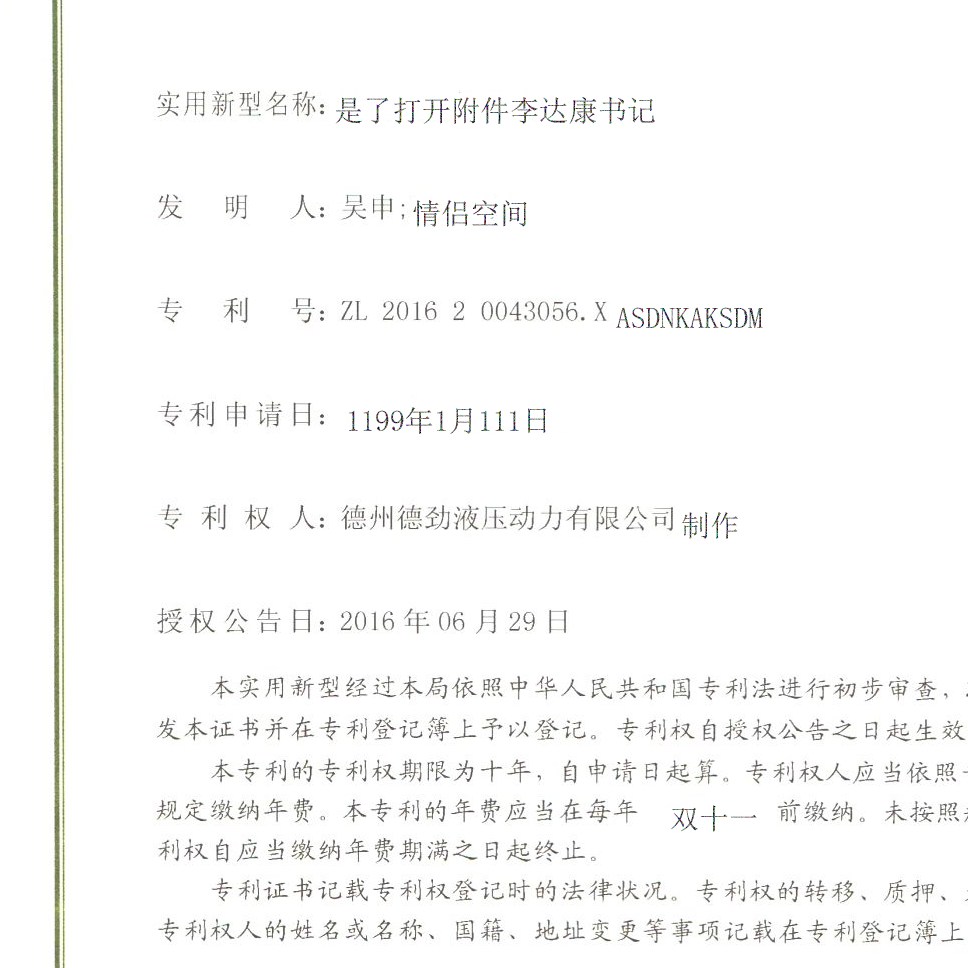 实用新型名称：是了打开附件李达康书记
发 明 人：吴申;情侣空间
专 利 号：ZL 2016 2 0043056.X ASDNKAKSDM
专利申请日：1199年1月111日
专 利 权 人：德州德劲液压动力有限公司制作
授权公告日：2016 年 06 月 29 日
本实用新型经过本局依照中华人民共和国专利法进行初步审查，
发本证书并在专利登记簿上予以登记。专利权自授权公告之日起生效
本专利的专利权期限为十年，自申请日起算。专利权人应当依照
规定缴纳年费。本专利的年费应当在每年 双十一 前缴纳。未按照
利权自应当缴纳年费期满之日起终止。
专利证书记载专利权登记时的法律状况。专利权的转移、质押、
专利权人的姓名或名称、国籍、地址变更等事项记载在专利登记簿上